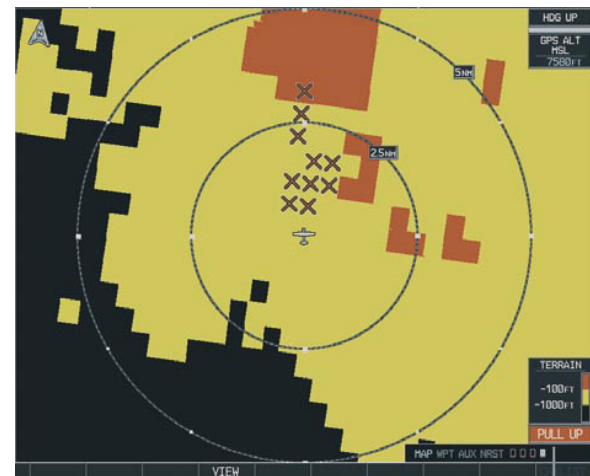 HDG UP
N
GPS ALT
MSL
7580FT
5NM
2.5NM
TERRAIN
-100FT
-1000FT
PULL UP
MAP WPT AUX NRST
VIEW